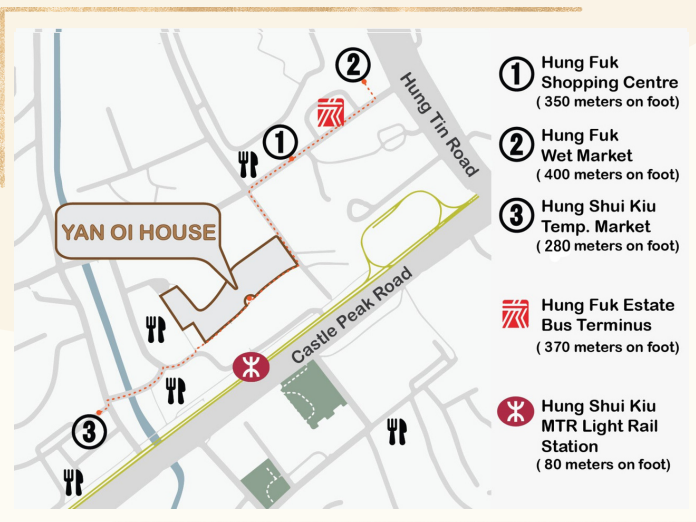 YAN OI HOUSE
Hung Tin Road
Castle Peak Road
2
1
3
1
Hung Fuk
Shopping Centre
( 350 meters on foot)
2
Hung Fuk
Wet Market
( 400 meters on foot)
3
Hung Shui Kiu
Temp. Market
( 280 meters on foot)
Hung Fuk Estate
Bus Terminus
( 370 meters on foot)
Hung Shui Kiu
MTR Light Rail
Station
( 80 meters on foot)